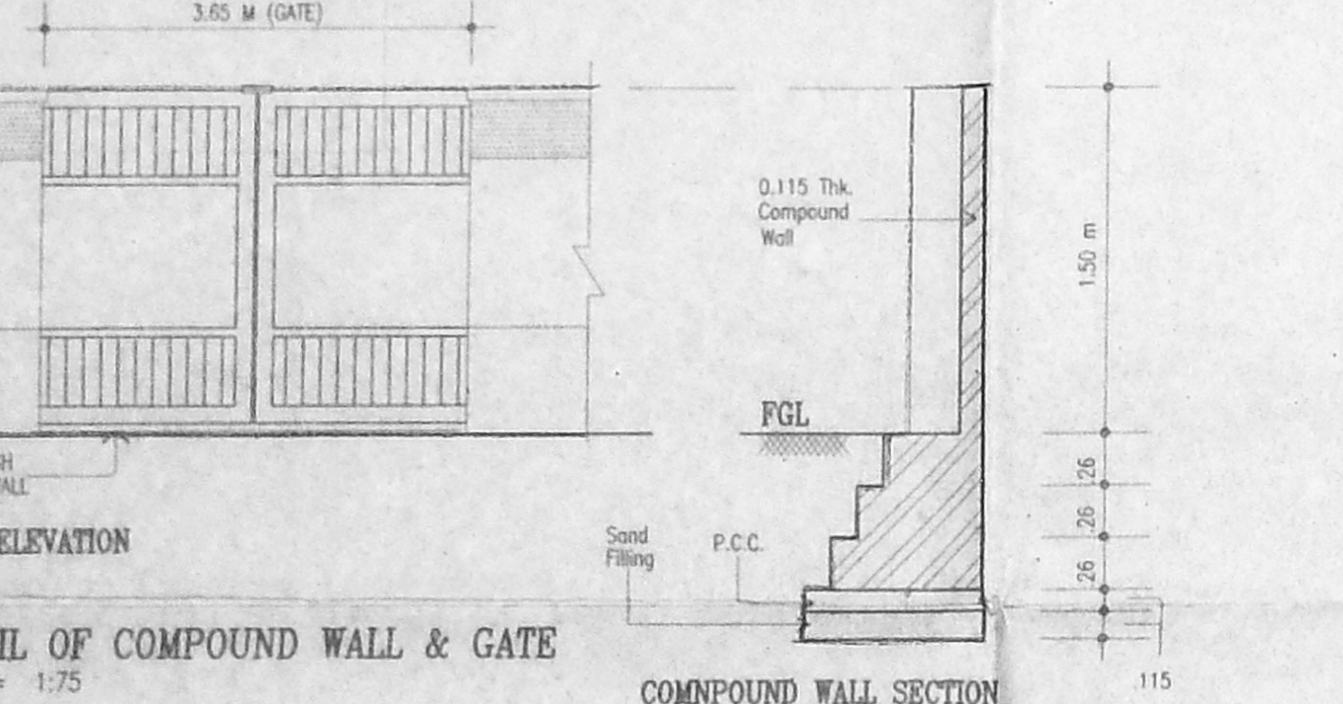 3.65 M (GATE)
0.115 Thk.
Compound
Wall
1.50 m
FGL
.26
.26
.26
SH
ALL
ELEVATION
Sand
Filling
P.C.C.
IL OF COMPOUND WALL & GATE
= 1:75
COMNPOUND WALL SECTION
.115